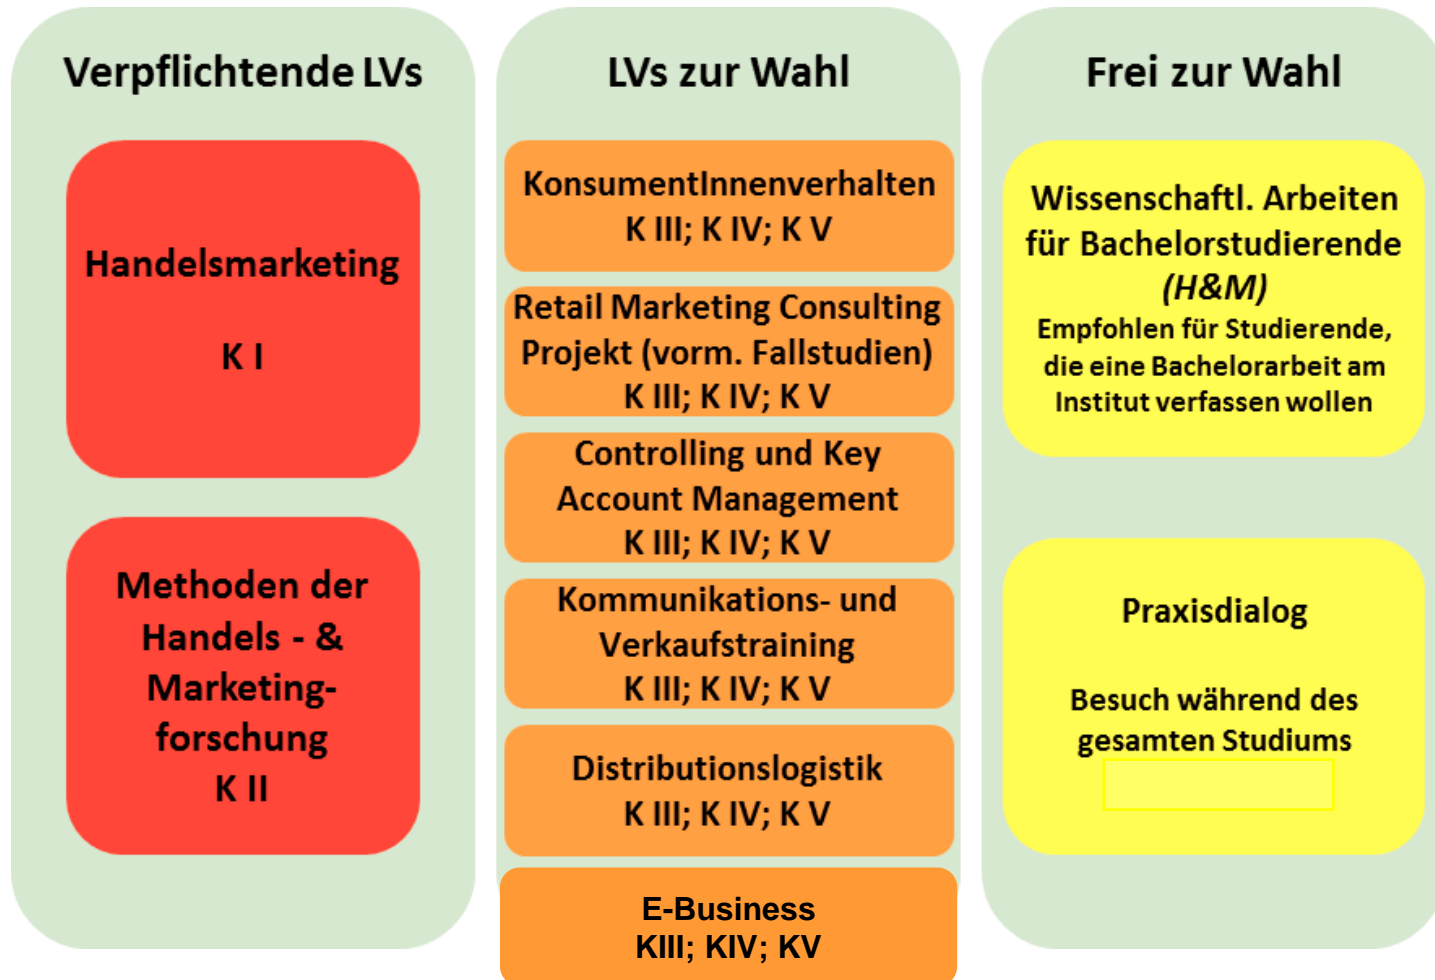 Verpflichtende LVs
Handelsmarketing
K I
Methoden der
Handels - &
Marketing-
forschung
K II
LVs zur Wahl
KonsumentInnenverhalten
K III; K IV; K V
Retail Marketing Consulting
Projekt (vorm. Fallstudien)
K III; K IV; K V
Controlling und Key
Account Management
K III; K IV; K V
Kommunikations- und
Verkaufstraining
K III; K IV; K V
Distributionslogistik
K III; K IV; K V
E-Business
KIII; KIV; KV
Frei zur Wahl
Wissenschaftl. Arbeiten
für Bachelorstudierende
(H&M)
Empfohlen für Studierende,
die eine Bachelorarbeit am
Institut verfassen wollen
Praxisdialog
Besuch während des
gesamten Studiums